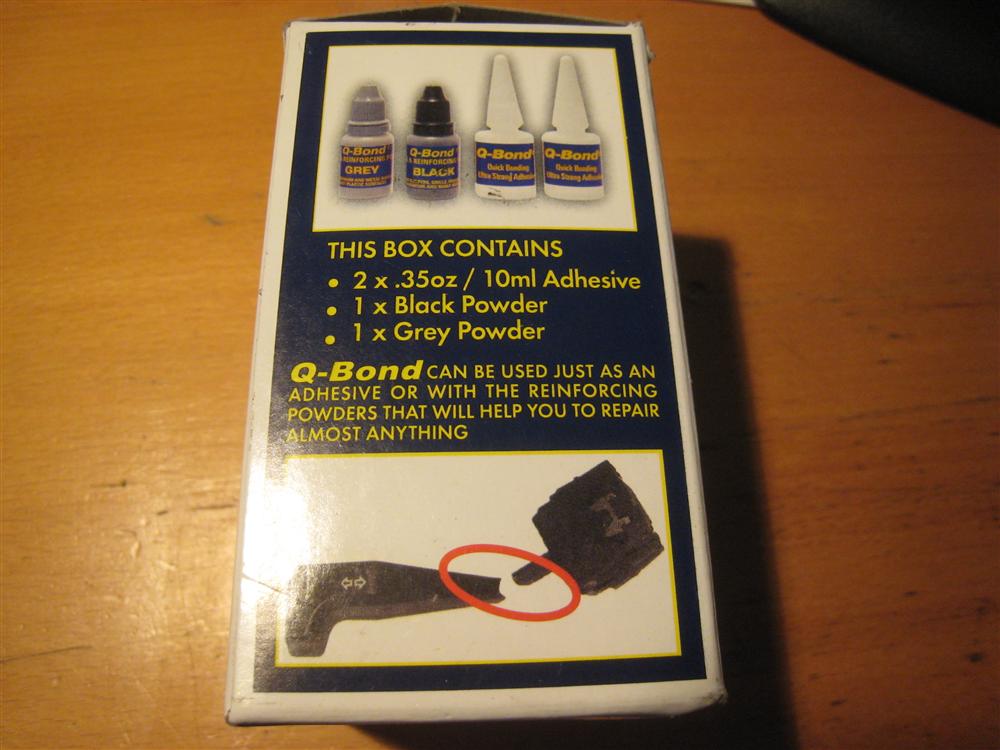 Q-Bond
& REINFORCING
GREY
Q-Bond
& REINFORCING
BLACK
Q-Bond
Quick Bonding
Ultra Strong Adhesive
Q-Bond
Quick Bonding
Ultra Strong Adhesive
THIS BOX CONTAINS
• 2 x .35oz / 10ml Adhesive
• 1 x Black Powder
• 1 x Grey Powder
Q-Bond CAN BE USED JUST AS AN
ADHESIVE OR WITH THE REINFORCING
POWDERS THAT WILL HELP YOU TO REPAIR
ALMOST ANYTHING